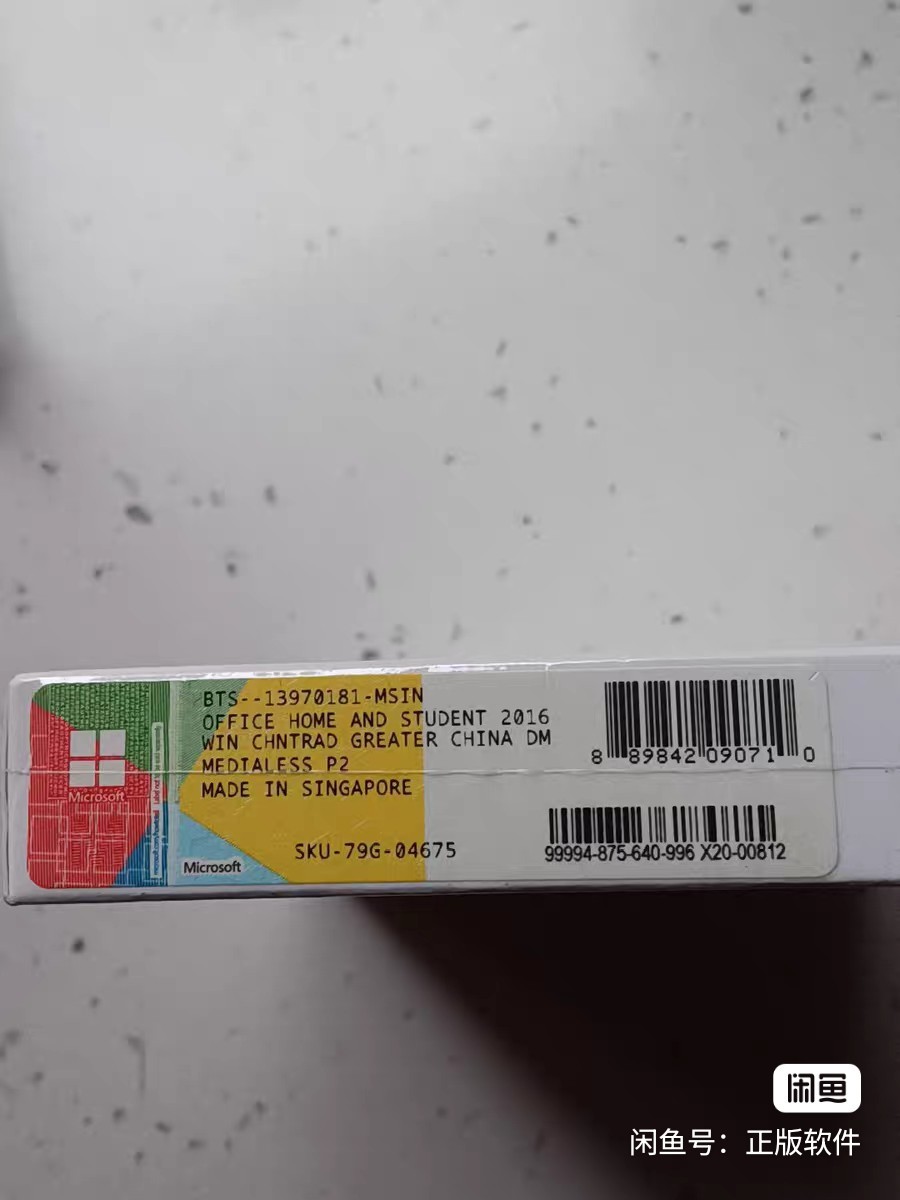 BTS--13970181-MSIN
OFFICE HOME AND STUDENT 2016
WIN CHNTRAD GREATER CHINA DM
MEDIALESS P2
MADE IN SINGAPORE
SKU-79G-04675
Microsoft
Microsoft
8 89842 09071 0
99994-875-640-996 X20-00812
闲鱼
闲鱼号：正版软件